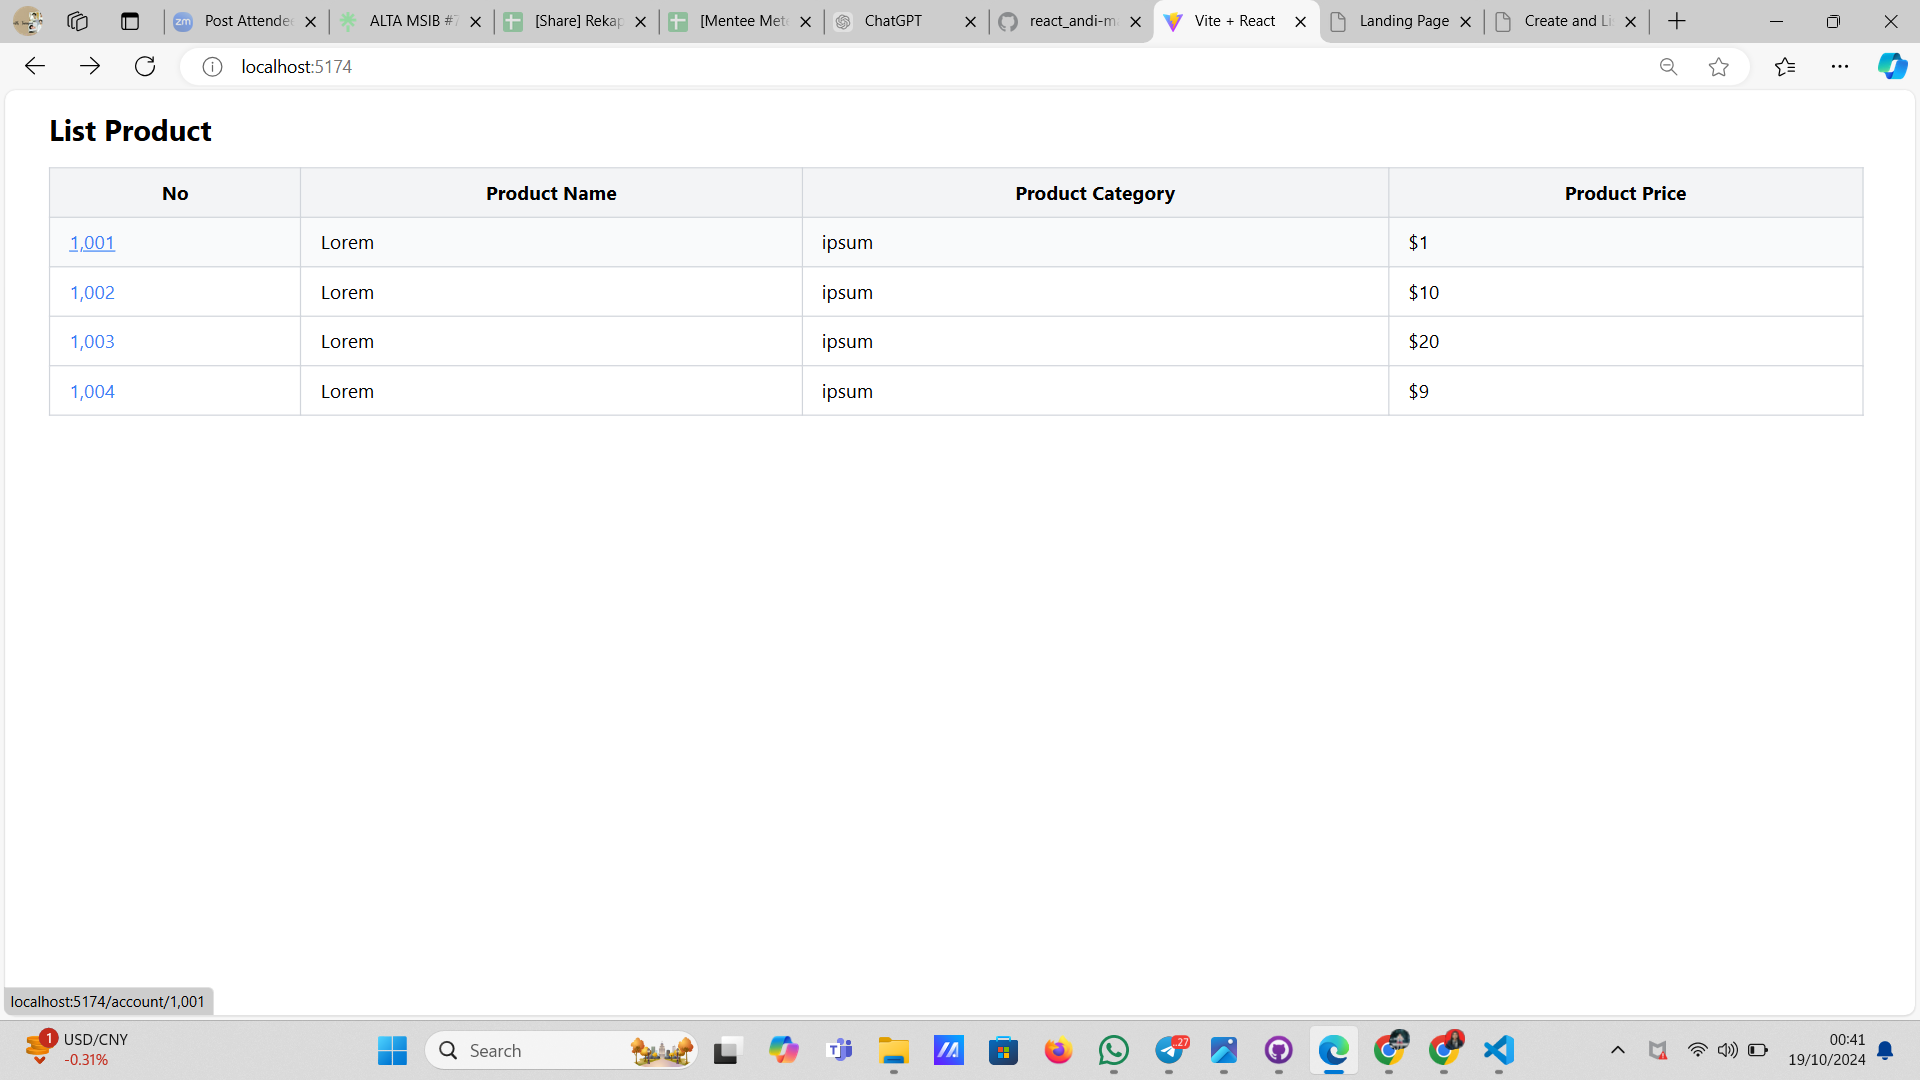 zm Post Attende
ALTA MSIB #7
[Share] Rekap
[Mentee Met
ChatGPT
react_andi-m
Vite + React
Landing Page
Create and Li
localhost:5174
List Product
No Product Name Product Category Product Price
1,001 Lorem ipsum $1
1,002 Lorem ipsum $10
1,003 Lorem ipsum $20
1,004 Lorem ipsum $9
localhost:5174/account/1,001
1
USD/CNY
-0.31%
Search
27
00:41
19/10/2024